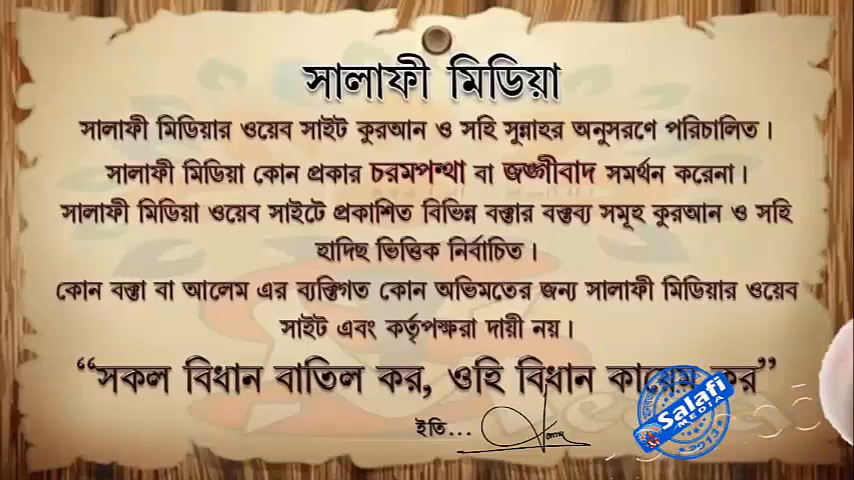 সালাফী মিডিয়া
সালাফী মিডিয়ার ওয়েব সাইট কুরআন ও সহি সুন্নাহর অনুসরণে পরিচালিত।
সালাফী মিডিয়া কোন প্রকার চরমপন্থা বা জঙ্গীবাদ সমর্থন করেনা।
সালাফী মিডিয়া ওয়েব সাইটে প্রকাশিত বিভিন্ন বক্তার বক্তব্য সমূহ কুরআন ও সহি
হাদিছ ভিত্তিক নির্বাচিত।
কোন বক্তা বা আলেম এর ব্যক্তিগত কোন অভিমতের জন্য সালাফী মিডিয়ার ওয়েব
সাইট এবং কর্তৃপক্ষরা দায়ী নয়।
“সকল বিধান বাতিল কর, ওহি বিধান কায়েম কর”
ইতি...
Salafi
MEDIA
2013